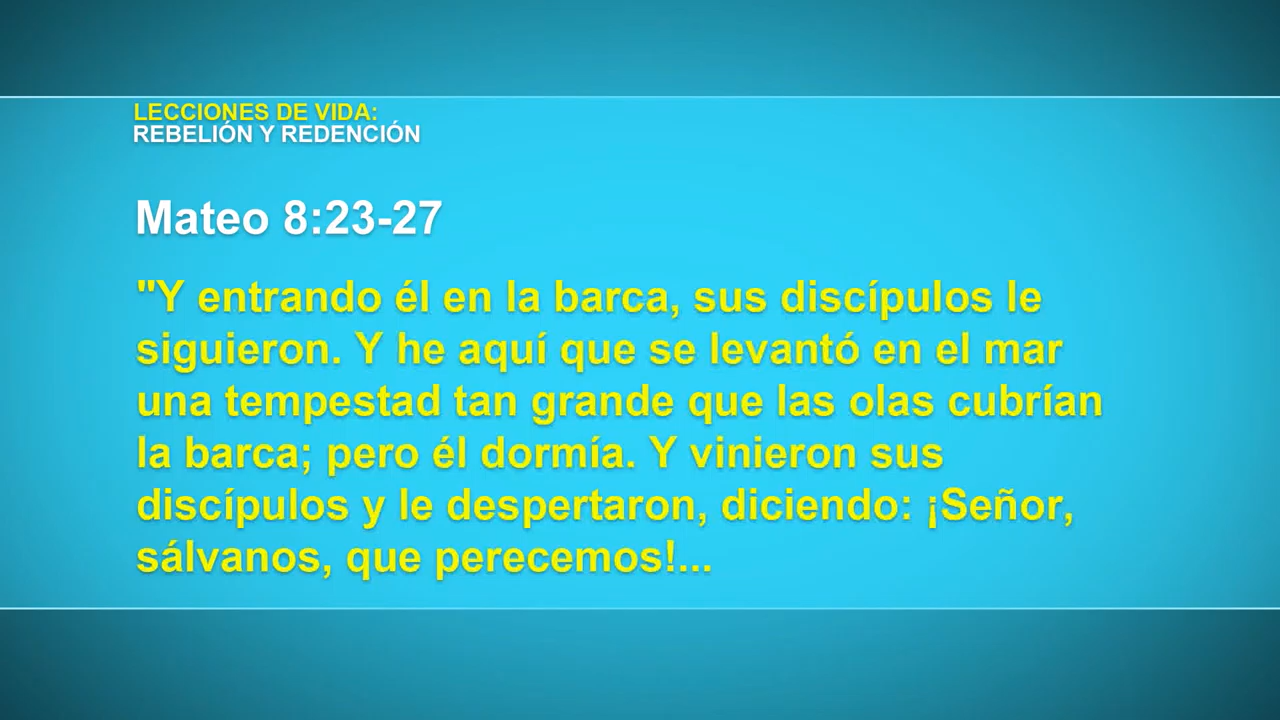 LECCIONES DE VIDA:
REBELIÓN Y REDENCIÓN
Mateo 8:23-27
"Y entrando él en la barca, sus discípulos le
siguieron. Y he aquí que se levantó en el mar
una tempestad tan grande que las olas cubrían
la barca; pero él dormía. Y vinieron sus
discípulos y le despertaron, diciendo: ¡Señor,
sálvanos, que perecemos!...